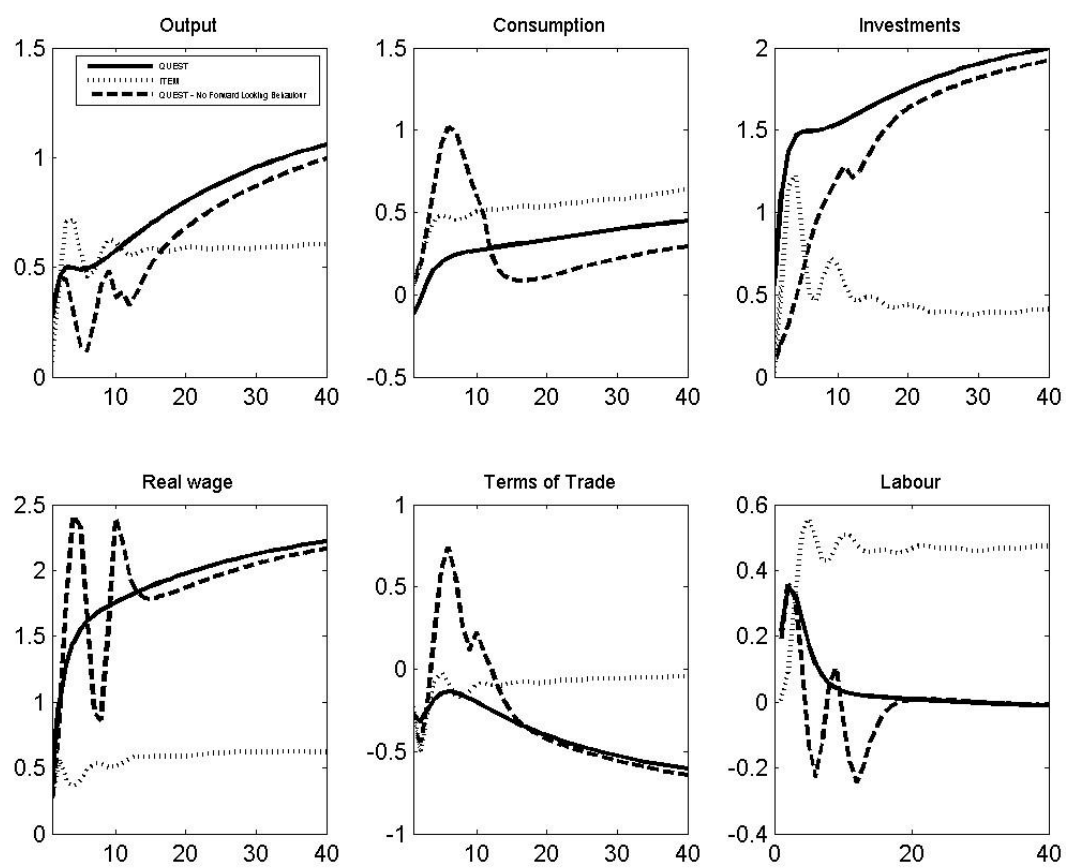 Output
Consumption
Investments
1.5
1
0.5
0
QUEST
ITEM
QUEST - No Forward Looking Behaviour
10 20 30 40
1.5
1
0.5
0
-0.5
10 20 30 40
2
1.5
1
0.5
0
10 20 30 40
Real wage
Terms of Trade
Labour
2.5
2
1.5
1
0.5
0
10 20 30 40
1
0.5
0
-0.5
-1
10 20 30 40
0.6
0.4
0.2
0
-0.2
-0.4
0 20 40